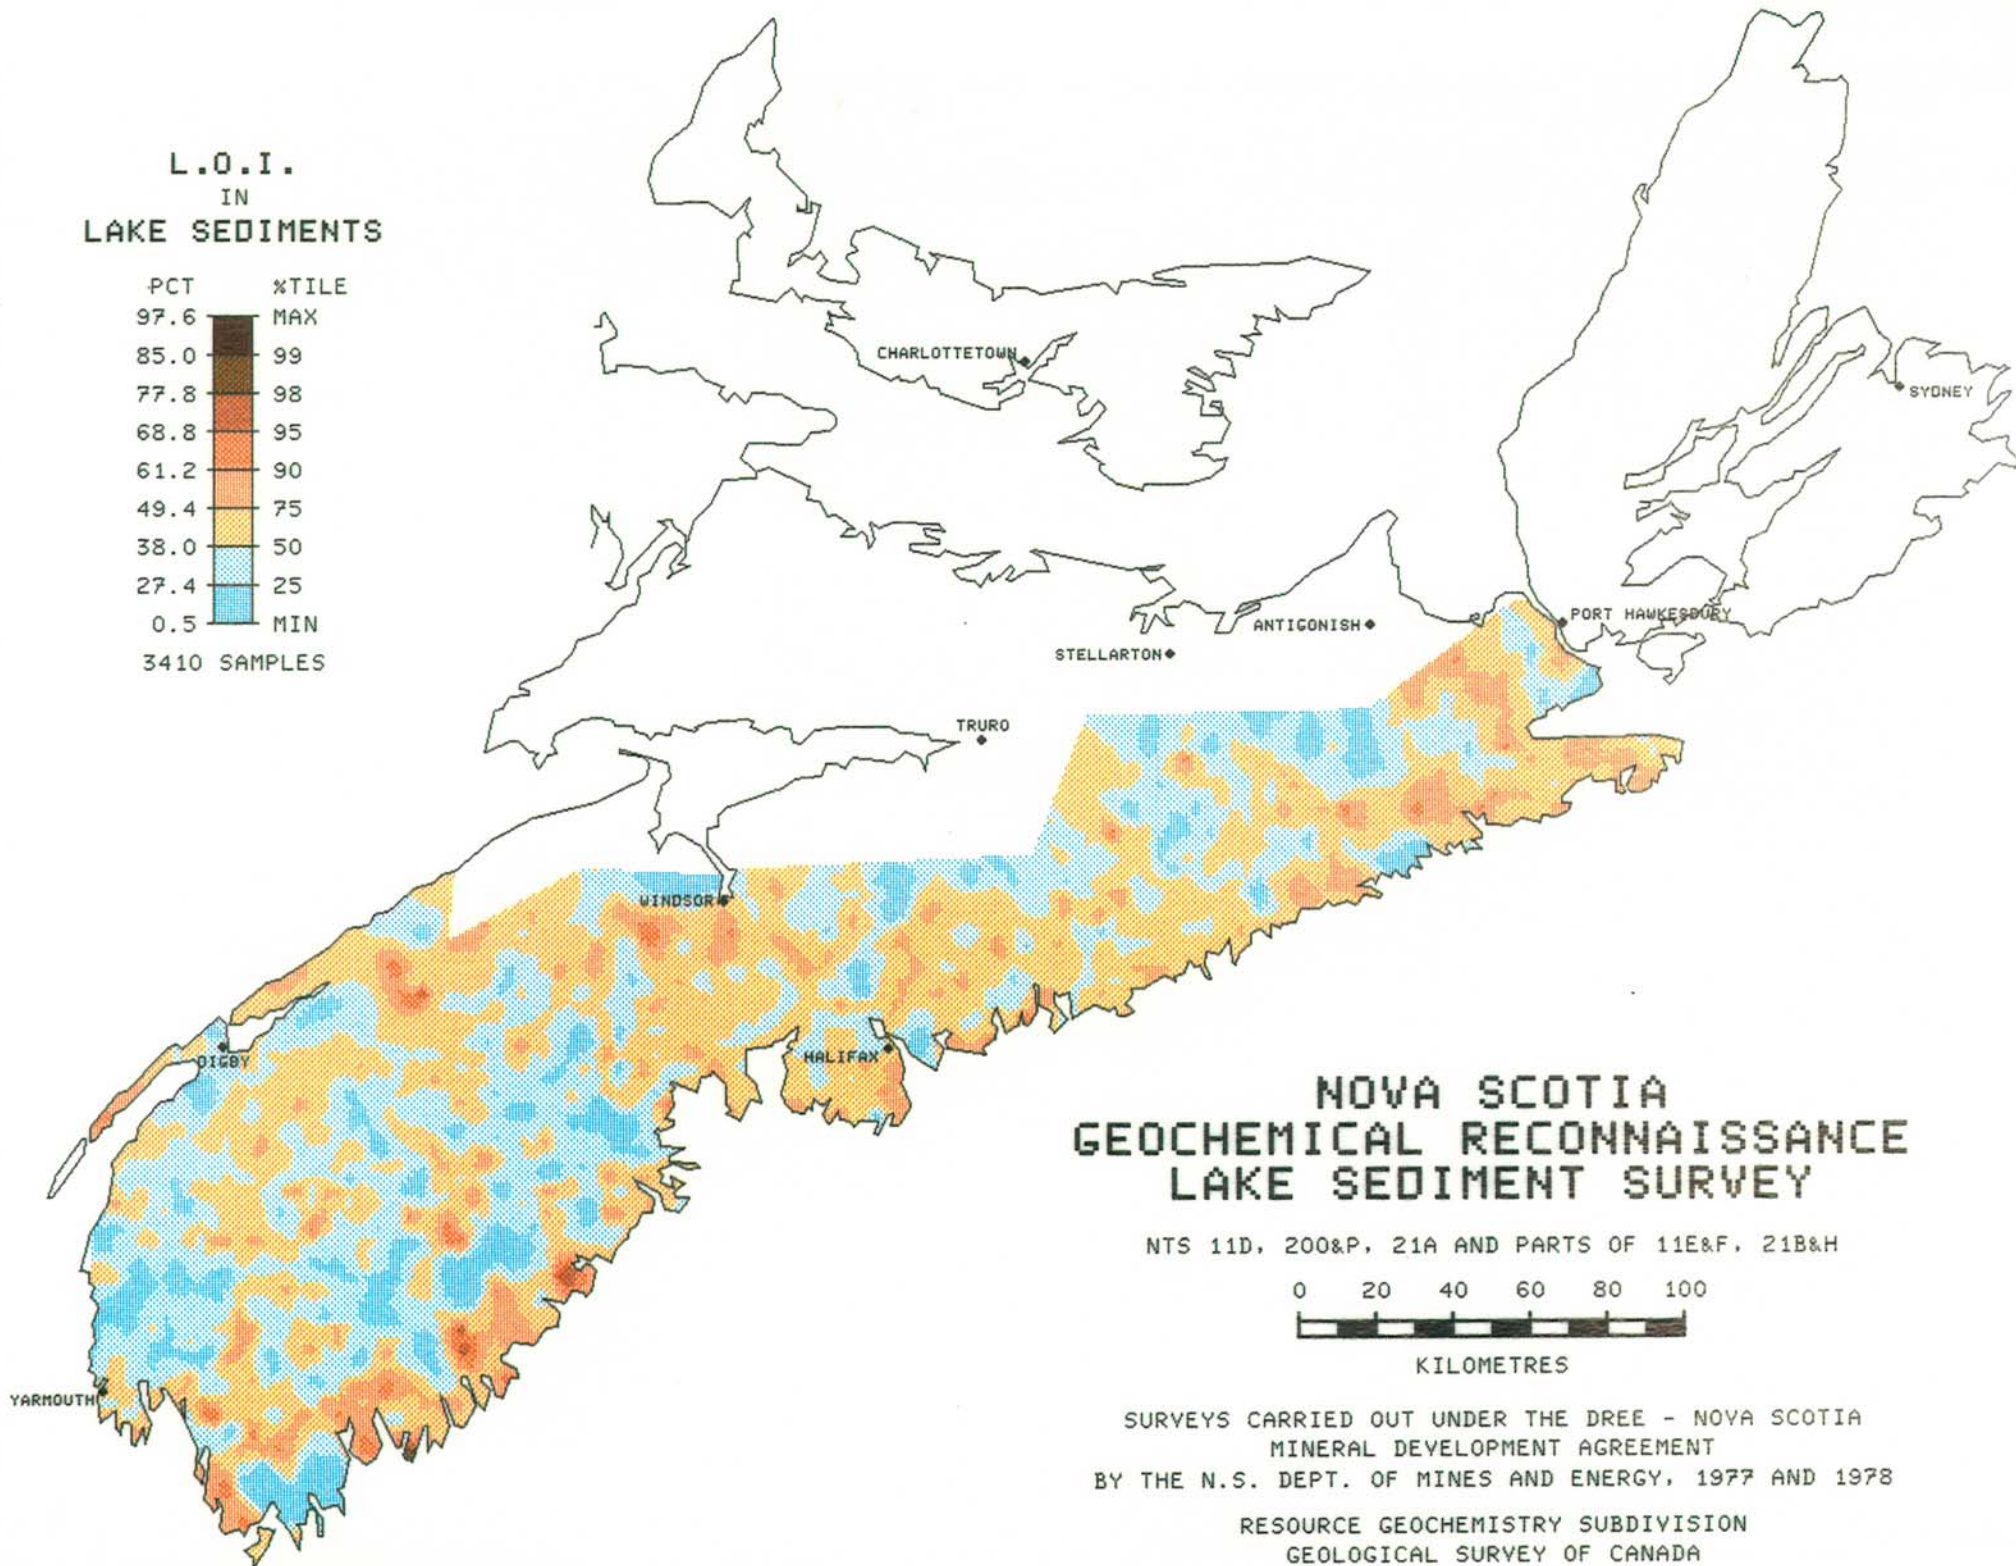 L.O.I.
IN
LAKE SEDIMENTS
PCT %TILE
97.6 MAX
85.0 99
77.8 98
68.8 95
61.2 90
49.4 75
38.0 50
27.4 25
0.5 MIN
3410 SAMPLES
CHARLOTTETOWN
SYDNEY
PORT HAWKESBURY
ANTIGONISH
STELLARTON
TRURO
WINDSOR
DIGBY
HALIFAX
YARMOUTH
NOVA SCOTIA
GEOCHEMICAL RECONNAISSANCE
LAKE SEDIMENT SURVEY
NTS 11D, 20O&P, 21A AND PARTS OF 11E&F, 21B&H
0 20 40 60 80 100
KILOMETRES
SURVEYS CARRIED OUT UNDER THE DREE - NOVA SCOTIA
MINERAL DEVELOPMENT AGREEMENT
BY THE N.S. DEPT. OF MINES AND ENERGY, 1977 AND 1978
RESOURCE GEOCHEMISTRY SUBDIVISION
GEOLOGICAL SURVEY OF CANADA